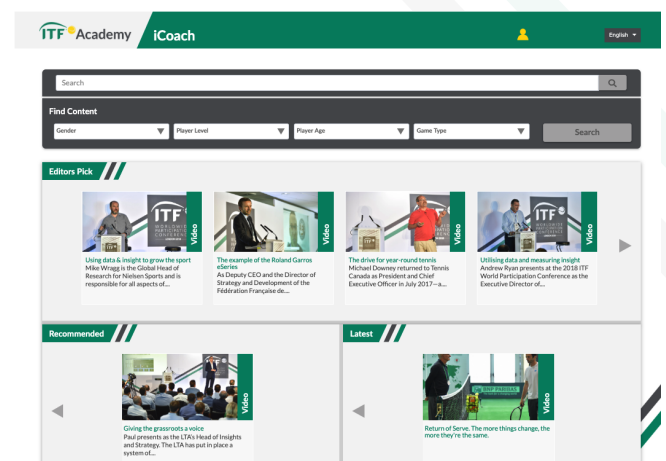 ITF Academy
iCoach
English
Search
Find Content
Gender
Player Level
Player Age
Game Type
Search
Editors Pick
ITF
Video
Video
Video
ITF
Video
Using data & insight to grow the sport
Mike Wragg is the Global Head of
Research for Nielsen Sports and is
responsible for all aspects of...
The example of the Roland Garros
eSeries
As Deputy CEO and the Director of
Strategy and Development of the
Fédération Française de...
The drive for year-round tennis
Michael Downey returned to Tennis
Canada as President and Chief
Executive Officer in July 2017—a...
Utilising data and measuring insight
Andrew Ryan presents at the 2018 ITF
World Participation Conference as the
Executive Director of...
Recommended
Video
Giving the grassroots a voice
Paul presents as the LTA's Head of Insights
and Strategy. The LTA has put in place a
system of...
Latest
BNP PARIBAS
Video
Return of Serve. The more things change, the
more they're the same.